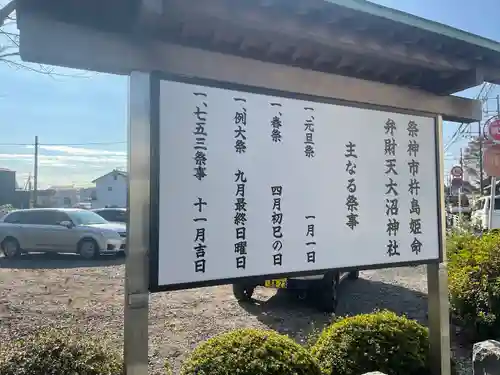 祭神市杵島姫命
弁財天大沼神社
主なる祭事
一、元旦祭 一月一日
一、春祭 四月初巳の日
一、例大祭 九月最終日曜日
一、七五三祭事 十一月吉日